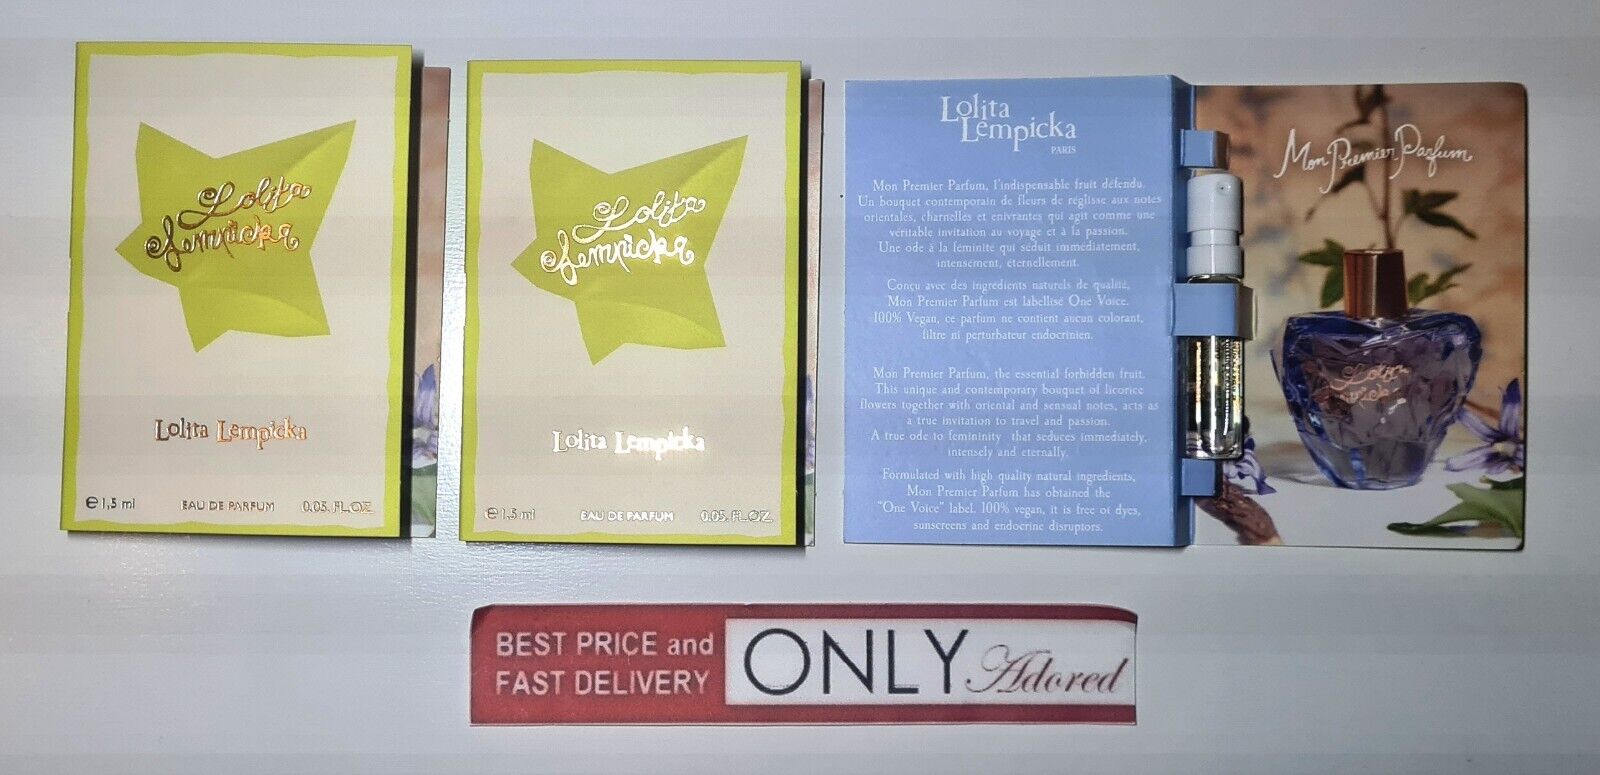 Lolita
Lempicka
Lolita Lempicka
e 1,5 ml EAU DE PARFUM 0.05. FL.OZ
Lolita
Lempicka
Lolita Lempicka
e 1,5 ml EAU DE PARFUM 0.05. FL.OZ
Lolita
Lempicka
PARIS
Mon Premier Parfum, l'indispensable fruit défendu.
Un bouquet contemporain de fleurs de réglisse aux notes
orientales, charnelles et enivrantes qui agit comme une
véritable invitation au voyage et à la passion.
Une ode à la féminité qui séduit immédiatement,
intensément, éternellement.
Conçu avec des ingrédients naturels de qualité,
Mon Premier Parfum est labellisé One Voice.
100% Vegan, ce parfum ne contient aucun colorant,
filtre ni perturbateur endocrinien.
Mon Premier Parfum, the essential forbidden fruit.
This unique and contemporary bouquet of licorice
flowers together with oriental and sensual notes, acts as
a true invitation to travel and passion.
A true ode to femininity that seduces immediately,
intensely and eternally.
Formulated with high quality natural ingredients,
Mon Premier Parfum has obtained the
"One Voice" label. 100% vegan, it is free of dyes,
sunscreens and endocrine disruptors.
Mon Premier Parfum
Lolita
BEST PRICE and
FAST DELIVERY
ONLY Adored